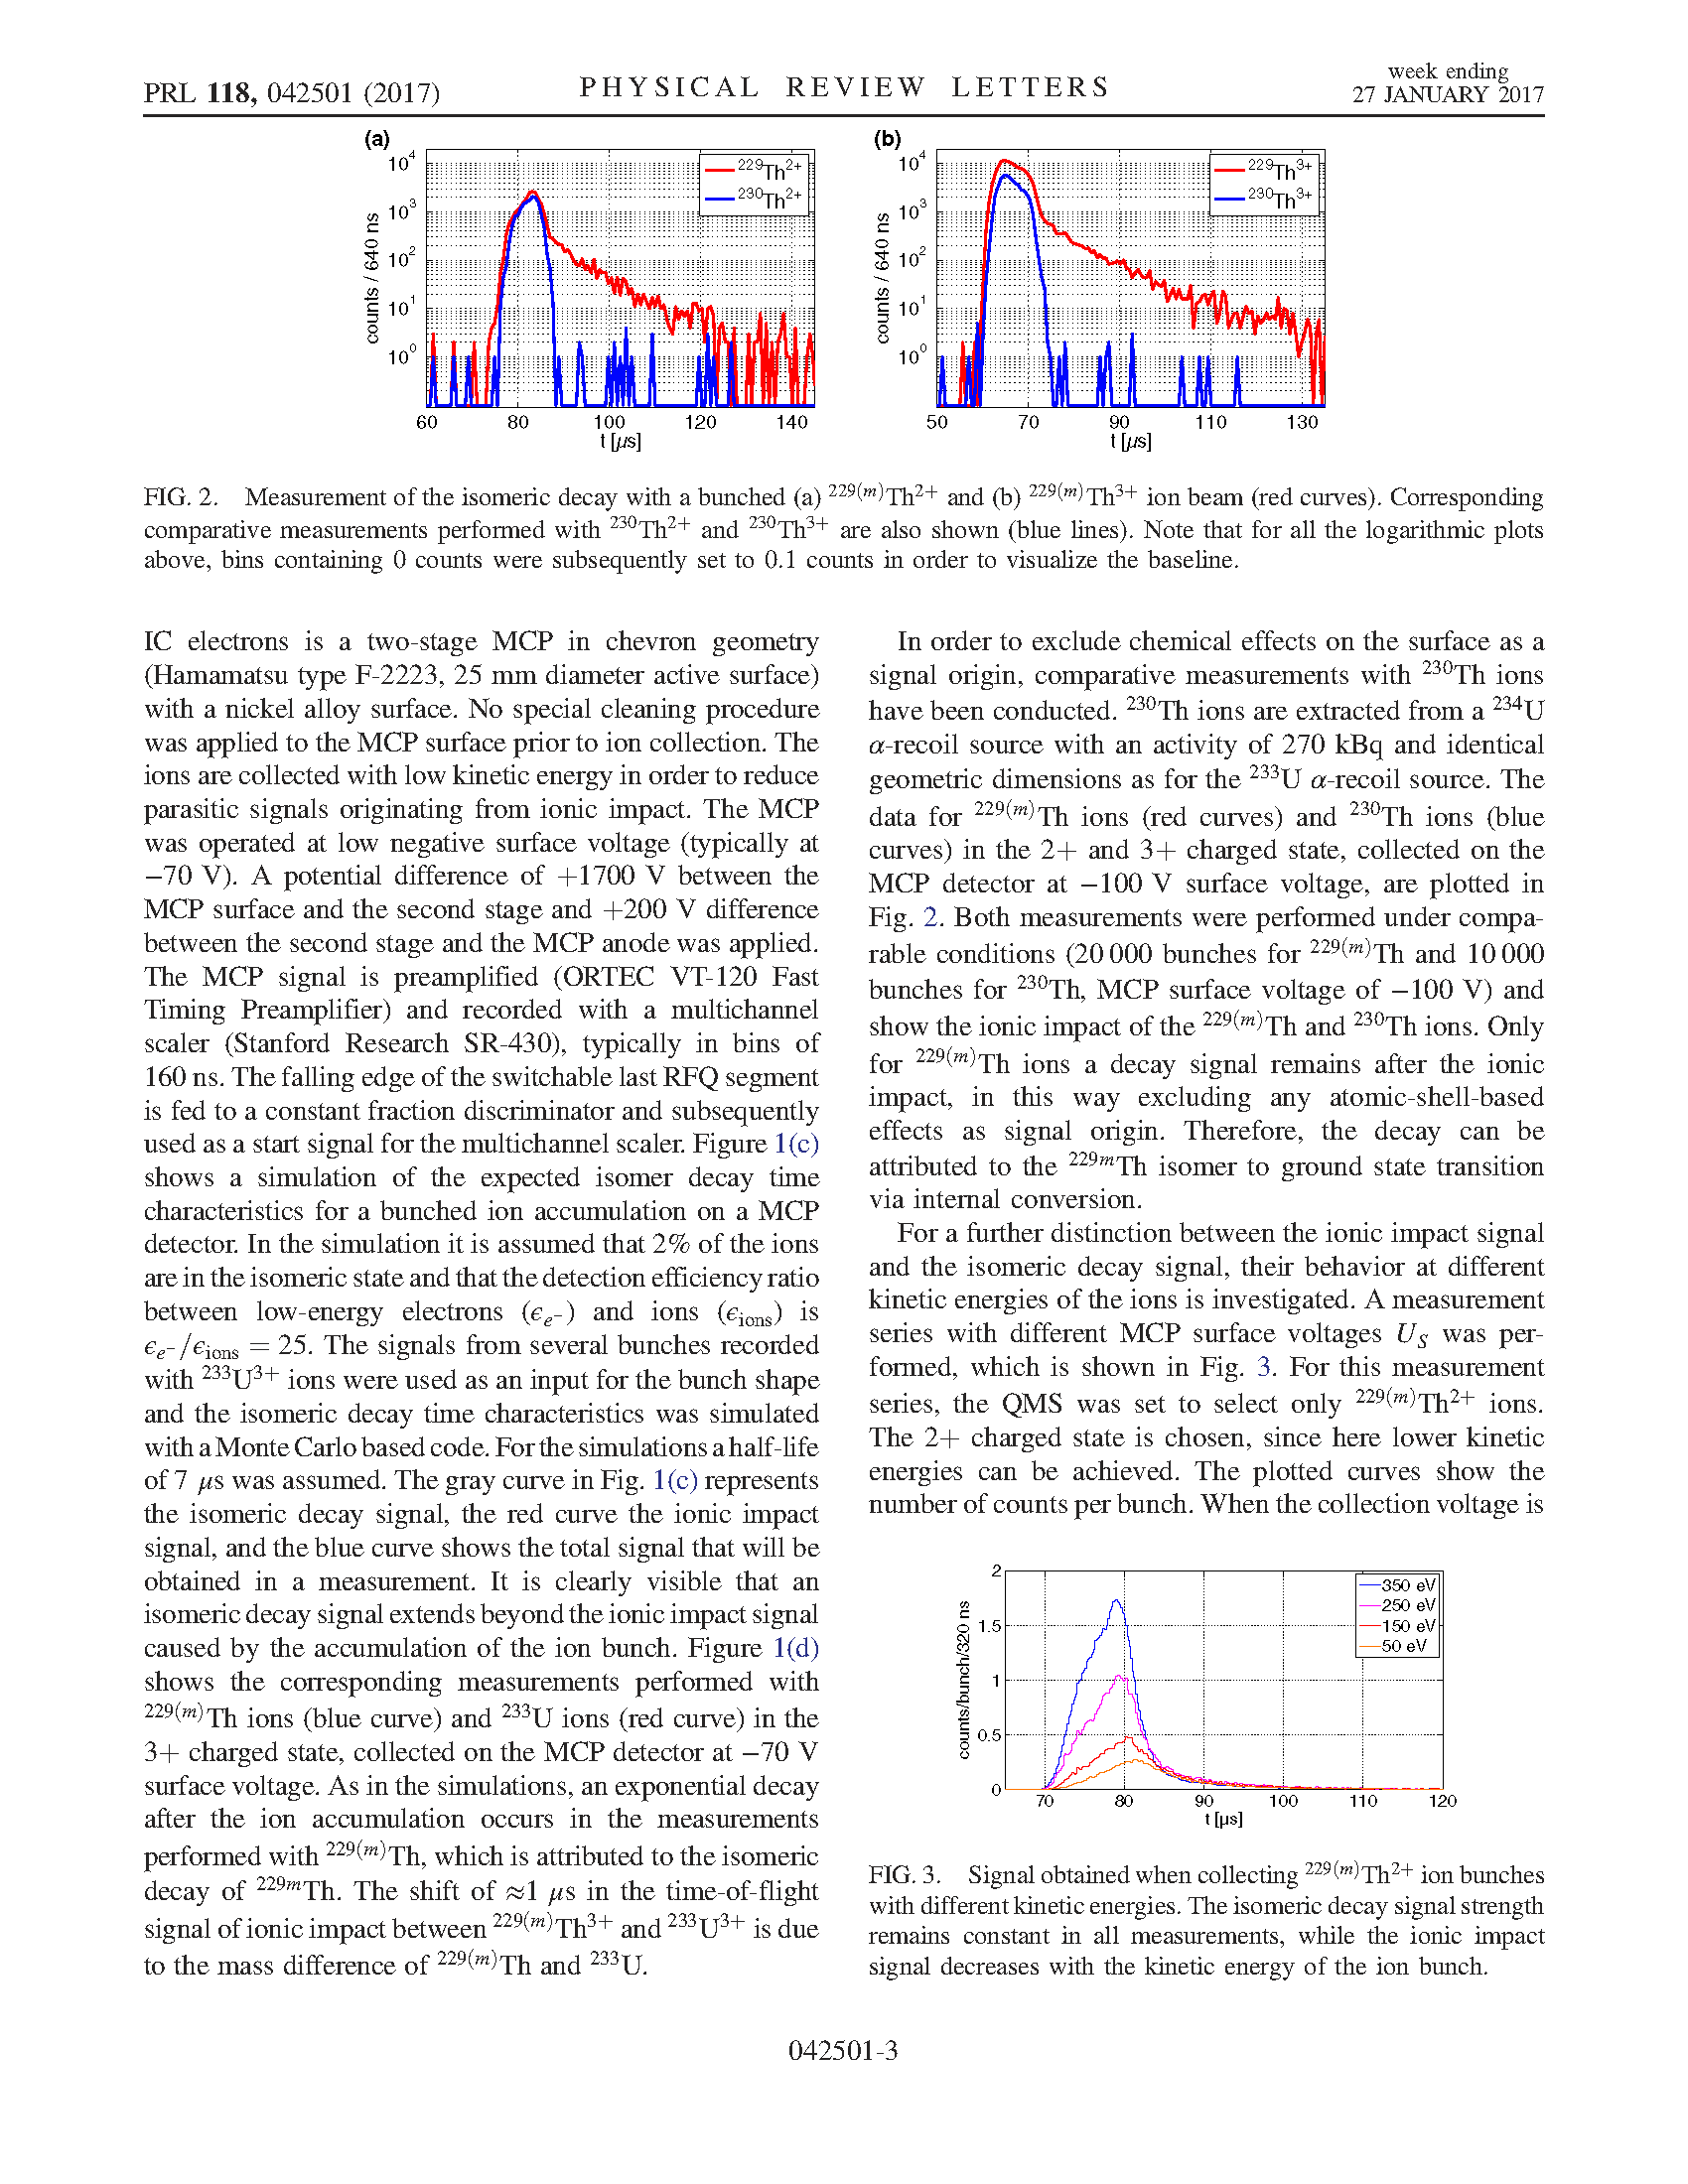 PRL 118, 042501 (2017)
PHYSICAL REVIEW LETTERS
week ending
27 JANUARY 2017
(a)
10⁴
10³
10²
10¹
10⁰
counts / 640 ns
²²⁹Th²⁺
²³⁰Th²⁺
60 80 100 120 140
t [μs]
(b)
10⁴
10³
10²
10¹
10⁰
counts / 640 ns
²²⁹Th³⁺
²³⁰Th³⁺
50 70 90 110 130
t [μs]
FIG. 2. Measurement of the isomeric decay with a bunched (a) ²²⁹⁽ᵐ⁾Th²⁺ and (b) ²²⁹⁽ᵐ⁾Th³⁺ ion beam (red curves). Corresponding
comparative measurements performed with ²³⁰Th²⁺ and ²³⁰Th³⁺ are also shown (blue lines). Note that for all the logarithmic plots
above, bins containing 0 counts were subsequently set to 0.1 counts in order to visualize the baseline.
IC electrons is a two-stage MCP in chevron geometry
(Hamamatsu type F-2223, 25 mm diameter active surface)
with a nickel alloy surface. No special cleaning procedure
was applied to the MCP surface prior to ion collection. The
ions are collected with low kinetic energy in order to reduce
parasitic signals originating from ionic impact. The MCP
was operated at low negative surface voltage (typically at
−70 V). A potential difference of +1700 V between the
MCP surface and the second stage and +200 V difference
between the second stage and the MCP anode was applied.
The MCP signal is preamplified (ORTEC VT-120 Fast
Timing Preamplifier) and recorded with a multichannel
scaler (Stanford Research SR-430), typically in bins of
160 ns. The falling edge of the switchable last RFQ segment
is fed to a constant fraction discriminator and subsequently
used as a start signal for the multichannel scaler. Figure 1(c)
shows a simulation of the expected isomer decay time
characteristics for a bunched ion accumulation on a MCP
detector. In the simulation it is assumed that 2% of the ions
are in the isomeric state and that the detection efficiency ratio
between low-energy electrons (ϵₑ₋) and ions (ϵᵢₒₙₛ) is
ϵₑ₋/ϵᵢₒₙₛ = 25. The signals from several bunches recorded
with ²³³U³⁺ ions were used as an input for the bunch shape
and the isomeric decay time characteristics was simulated
with a Monte Carlo based code. For the simulations a half-life
of 7 μs was assumed. The gray curve in Fig. 1(c) represents
the isomeric decay signal, the red curve the ionic impact
signal, and the blue curve shows the total signal that will be
obtained in a measurement. It is clearly visible that an
isomeric decay signal extends beyond the ionic impact signal
caused by the accumulation of the ion bunch. Figure 1(d)
shows the corresponding measurements performed with
²²⁹⁽ᵐ⁾Th ions (blue curve) and ²³³U ions (red curve) in the
3+ charged state, collected on the MCP detector at −70 V
surface voltage. As in the simulations, an exponential decay
after the ion accumulation occurs in the measurements
performed with ²²⁹⁽ᵐ⁾Th, which is attributed to the isomeric
decay of ²²⁹ᵐTh. The shift of ≈1 μs in the time-of-flight
signal of ionic impact between ²²⁹⁽ᵐ⁾Th³⁺ and ²³³U³⁺ is due
to the mass difference of ²²⁹⁽ᵐ⁾Th and ²³³U.
In order to exclude chemical effects on the surface as a
signal origin, comparative measurements with ²³⁰Th ions
have been conducted. ²³⁰Th ions are extracted from a ²³⁴U
α-recoil source with an activity of 270 kBq and identical
geometric dimensions as for the ²³³U α-recoil source. The
data for ²²⁹⁽ᵐ⁾Th ions (red curves) and ²³⁰Th ions (blue
curves) in the 2+ and 3+ charged state, collected on the
MCP detector at −100 V surface voltage, are plotted in
Fig. 2. Both measurements were performed under compa-
rable conditions (20 000 bunches for ²²⁹⁽ᵐ⁾Th and 10 000
bunches for ²³⁰Th, MCP surface voltage of −100 V) and
show the ionic impact of the ²²⁹⁽ᵐ⁾Th and ²³⁰Th ions. Only
for ²²⁹⁽ᵐ⁾Th ions a decay signal remains after the ionic
impact, in this way excluding any atomic-shell-based
effects as signal origin. Therefore, the decay can be
attributed to the ²²⁹ᵐTh isomer to ground state transition
via internal conversion.
For a further distinction between the ionic impact signal
and the isomeric decay signal, their behavior at different
kinetic energies of the ions is investigated. A measurement
series with different MCP surface voltages U_S was per-
formed, which is shown in Fig. 3. For this measurement
series, the QMS was set to select only ²²⁹⁽ᵐ⁾Th²⁺ ions.
The 2+ charged state is chosen, since here lower kinetic
energies can be achieved. The plotted curves show the
number of counts per bunch. When the collection voltage is
2
1.5
1
0.5
0
counts/bunch/320 ns
350 eV
250 eV
150 eV
50 eV
70 80 90 100 110 120
t [μs]
FIG. 3. Signal obtained when collecting ²²⁹⁽ᵐ⁾Th²⁺ ion bunches
with different kinetic energies. The isomeric decay signal strength
remains constant in all measurements, while the ionic impact
signal decreases with the kinetic energy of the ion bunch.
042501-3